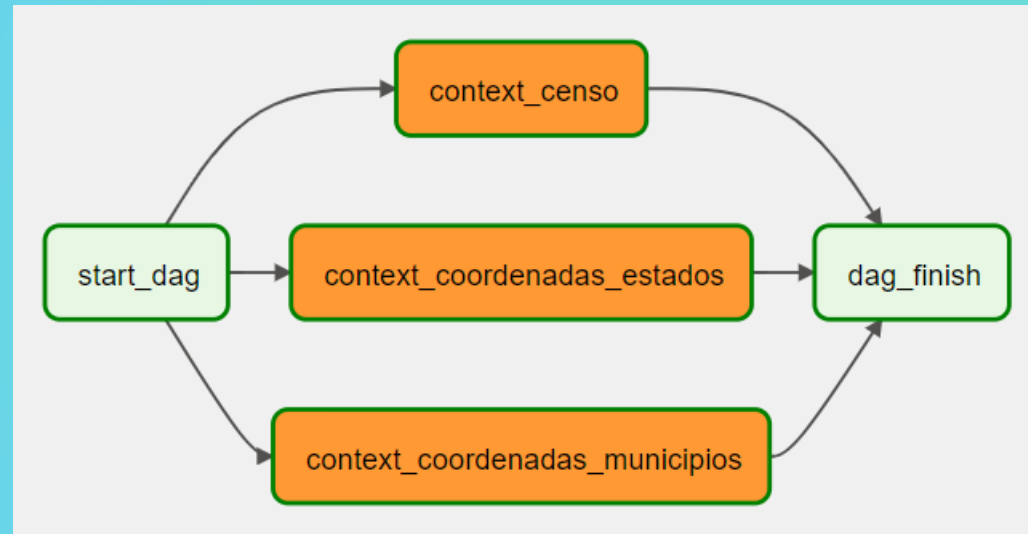 context_censo
start_dag
context_coordenadas_estados
dag_finish
context_coordenadas_municipios